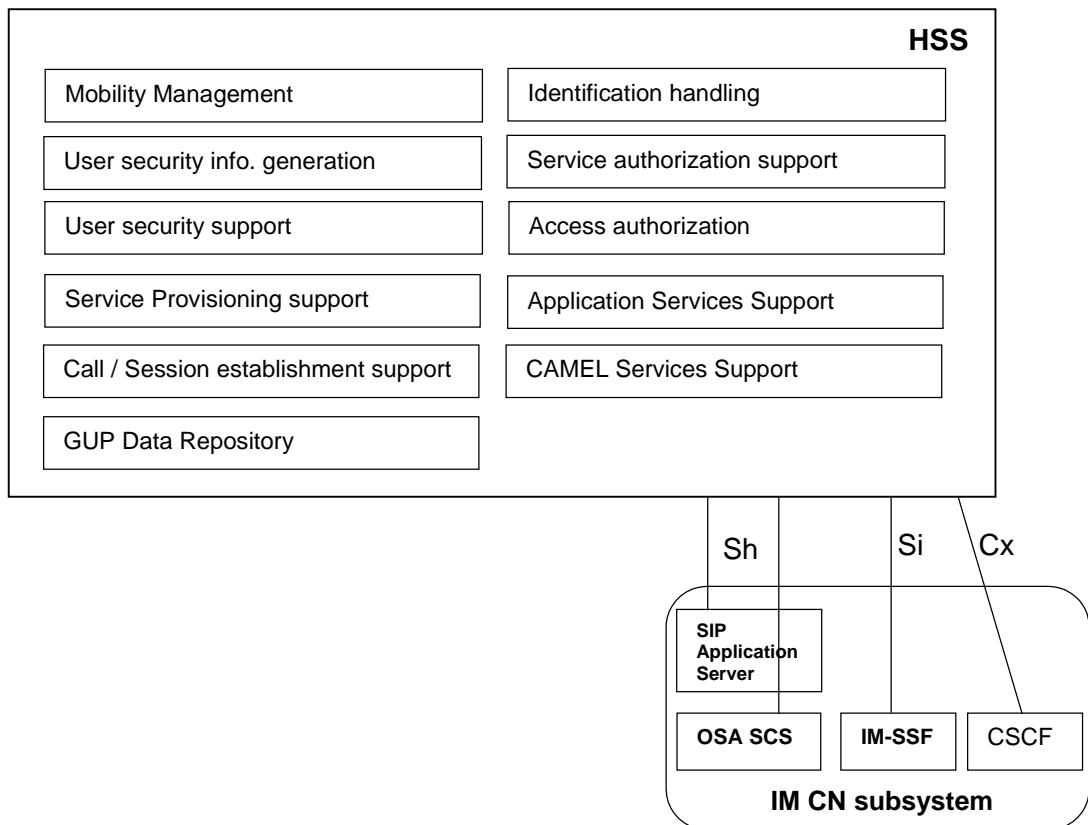 HSS
Mobility Management
Identification handling
User security info. generation
Service authorization support
User security support
Access authorization
Service Provisioning support
Application Services Support
Call / Session establishment support
CAMEL Services Support
GUP Data Repository
Sh
Si
Cx
SIP
Application
Server
OSA SCS
IM-SSF
CSCF
IM CN subsystem